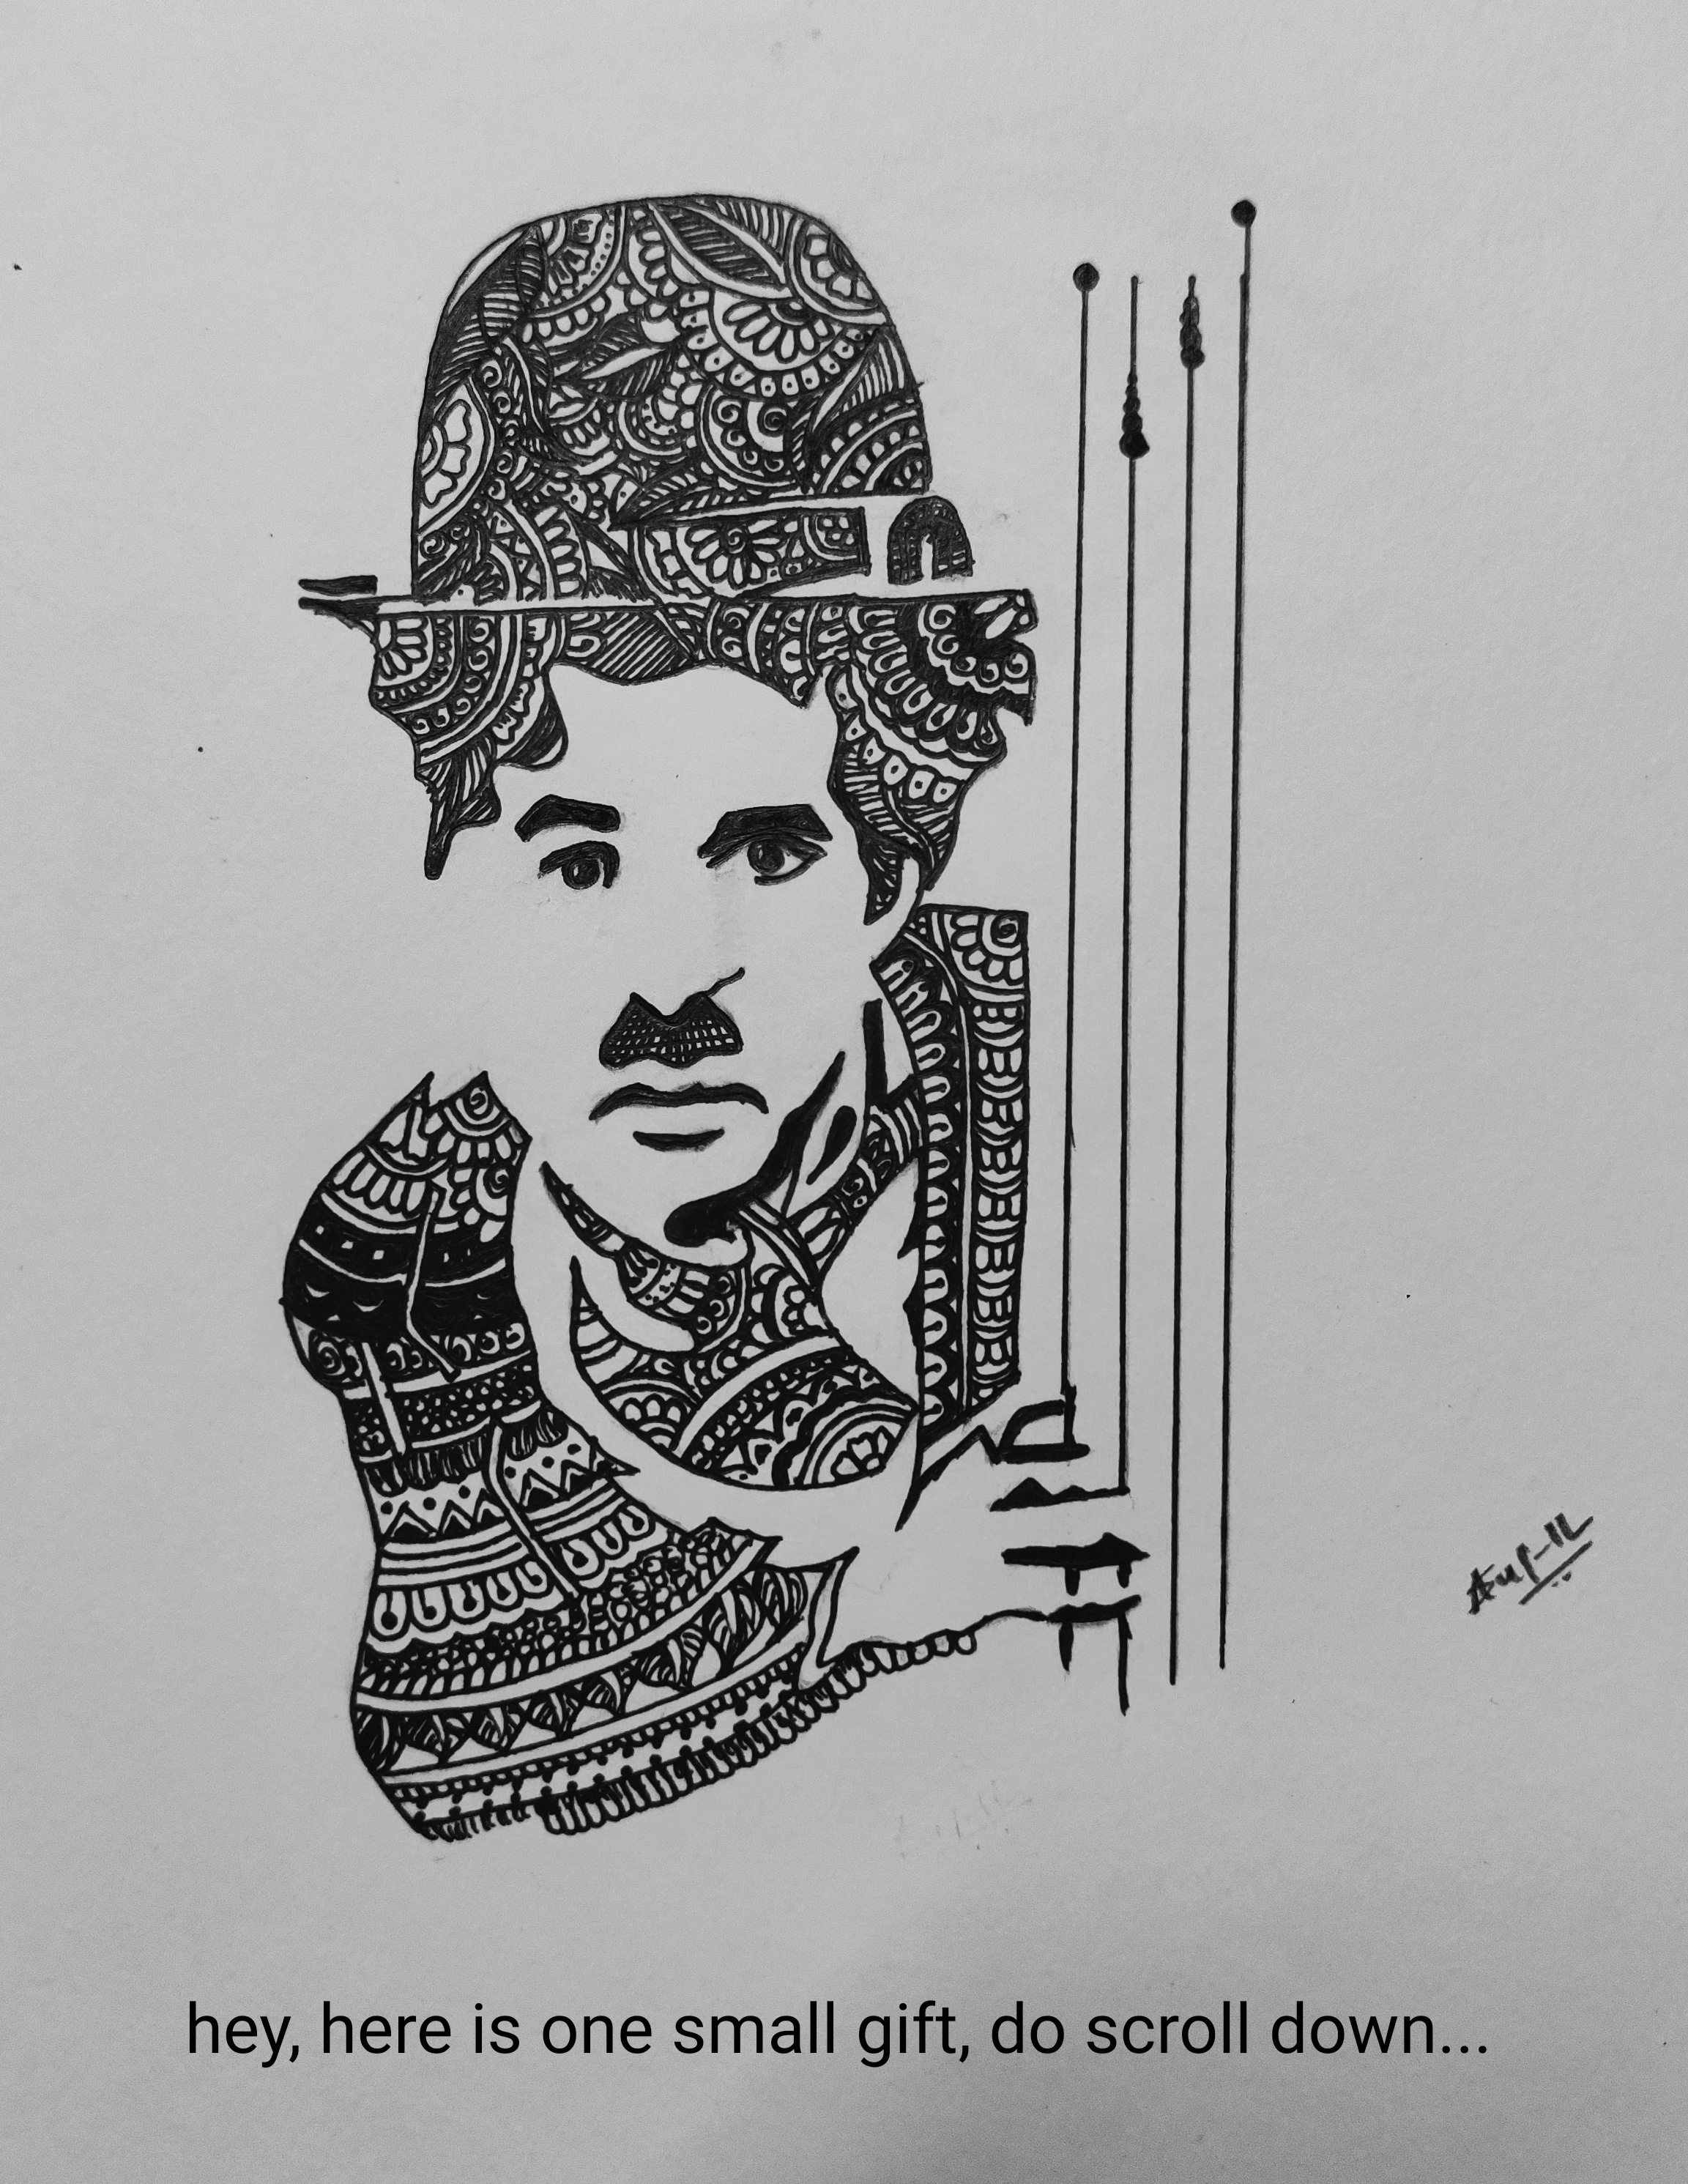 hey, here is one small gift, do scroll down...